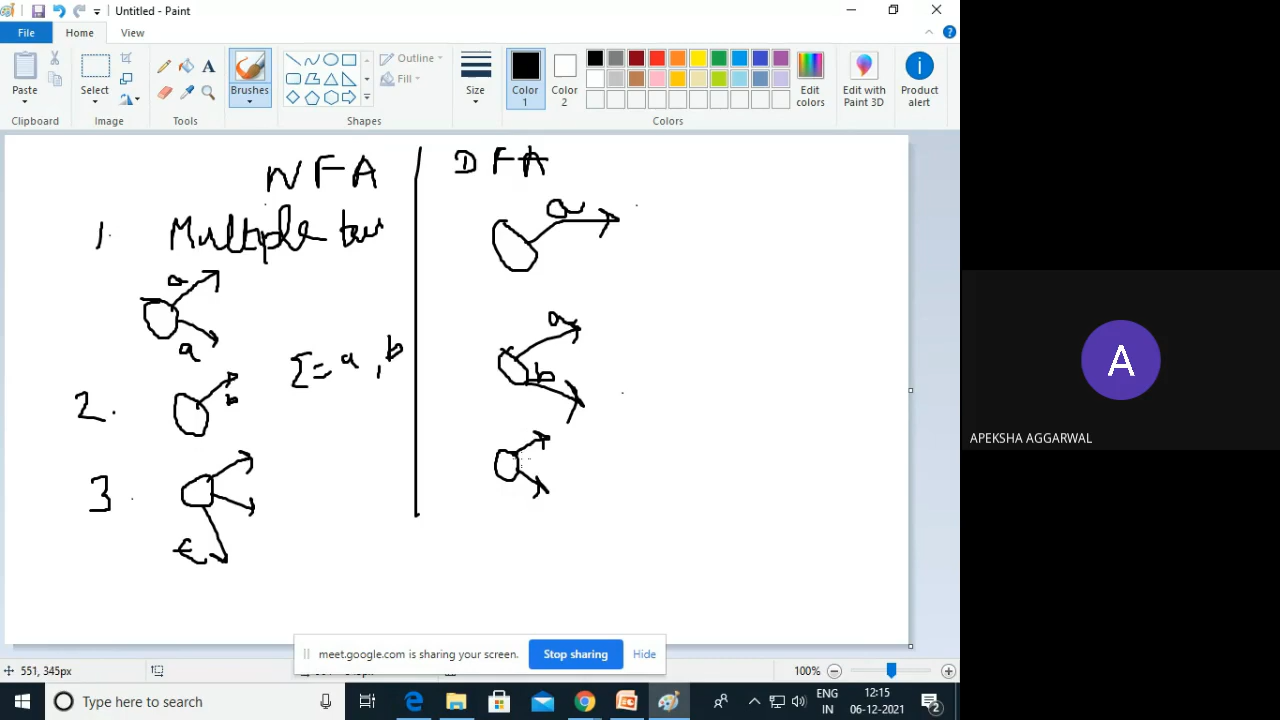 Untitled - Paint
File
Home
View
Paste
Select
Brushes
Outline
Fill
Size
Color 1
Color 2
Edit colors
Edit with Paint 3D
Product alert
Clipboard
Image
Tools
Shapes
Colors
NFA
DFA
1.
Multiple
a
a
a
Σ = a, b
a
b
2.
b
3
ε
meet.google.com is sharing your screen.
Stop sharing
Hide
551, 345px
100%
Type here to search
ENG
IN
12:15
06-12-2021
2
A
APEKSHA AGGARWAL